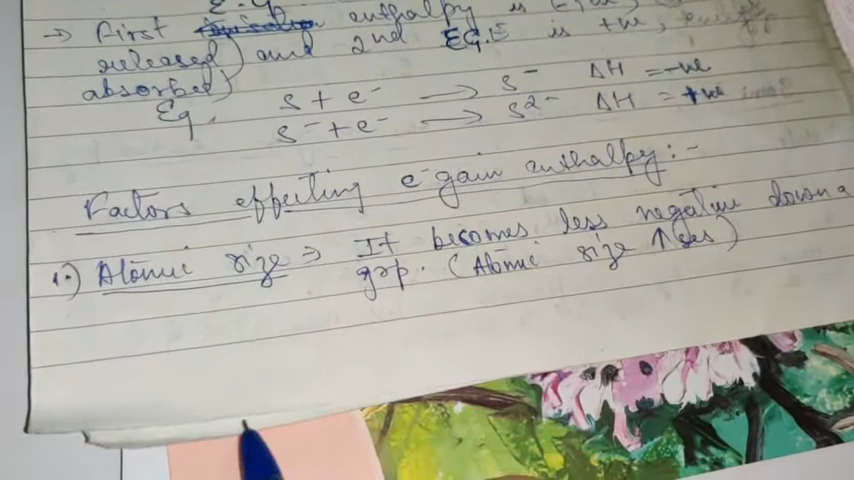 → First enthalpy is
released) and 2nd EG.E is +ve,
absorbed)
Eg. S + e⁻ ⟶ S⁻ ΔH = -ve
S⁻ + e⁻ ⟶ S²⁻ ΔH = +ve
Factors effecting e⁻ gain enthalpy :-
1.) Atomic size ⇒ It becomes less negative down a
grp. (Atomic size ↑ses)